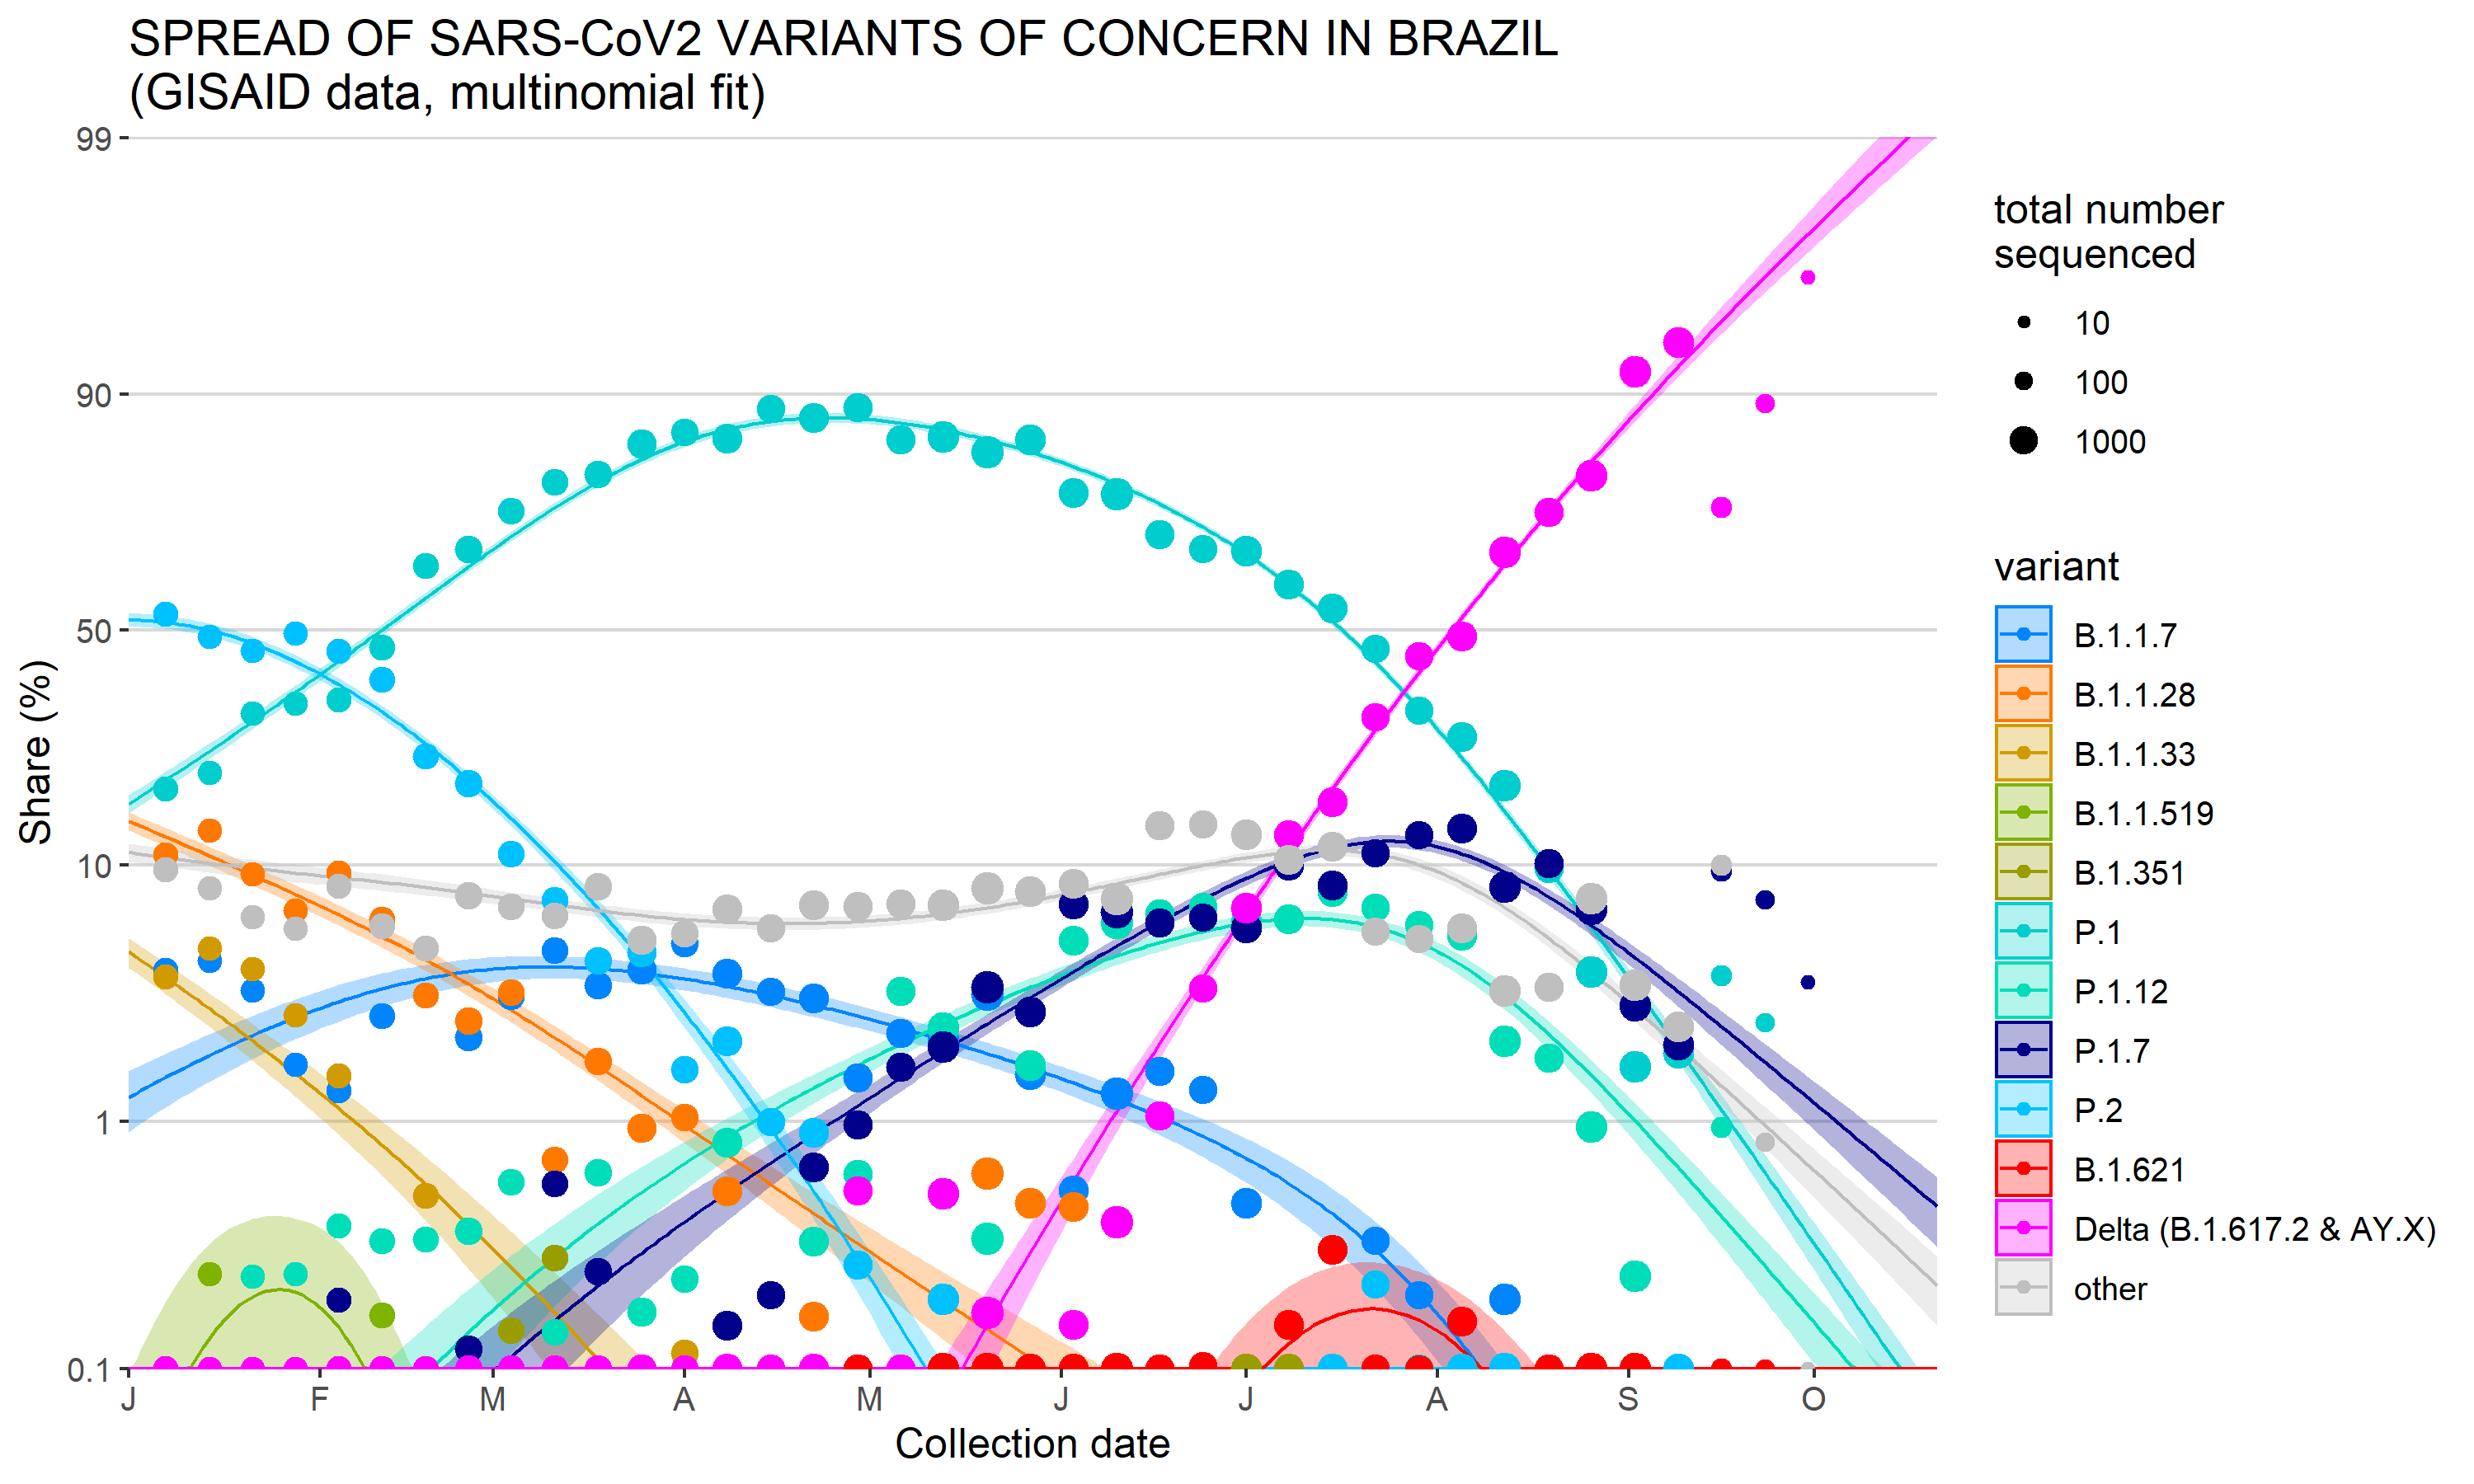 SPREAD OF SARS-CoV2 VARIANTS OF CONCERN IN BRAZIL
(GISAID data, multinomial fit)
99
90
50
10
1
0.1
Share (%)
J F M A M J J A S O
Collection date
total number
sequenced
10
100
1000
variant
B.1.1.7
B.1.1.28
B.1.1.33
B.1.1.519
B.1.351
P.1
P.1.12
P.1.7
P.2
B.1.621
Delta (B.1.617.2 & AY.X)
other